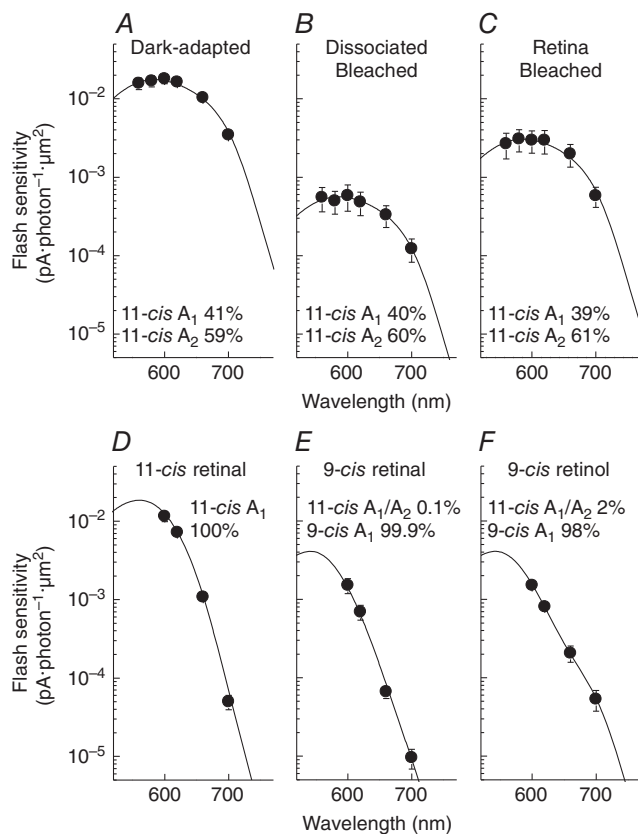 A
Dark-adapted
B
Dissociated
Bleached
C
Retina
Bleached
Flash sensitivity
(pA·photon⁻¹·µm²)
10⁻²
10⁻³
10⁻⁴
10⁻⁵
11-cis A₁ 41%
11-cis A₂ 59%
11-cis A₁ 40%
11-cis A₂ 60%
11-cis A₁ 39%
11-cis A₂ 61%
600 700
600 700
600 700
Wavelength (nm)
D
11-cis retinal
E
9-cis retinal
F
9-cis retinol
Flash sensitivity
(pA·photon⁻¹·µm²)
10⁻²
10⁻³
10⁻⁴
10⁻⁵
11-cis A₁
100%
11-cis A₁/A₂ 0.1%
9-cis A₁ 99.9%
11-cis A₁/A₂ 2%
9-cis A₁ 98%
600 700
600 700
600 700
Wavelength (nm)